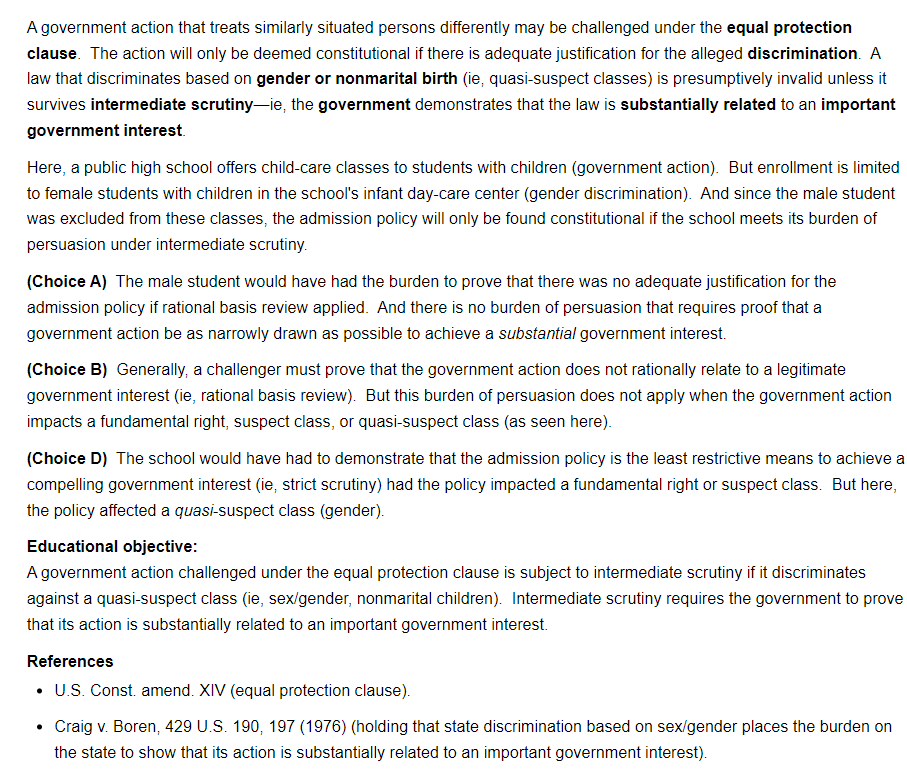 A government action that treats similarly situated persons differently may be challenged under the equal protection
clause.  The action will only be deemed constitutional if there is adequate justification for the alleged discrimination.  A
law that discriminates based on gender or nonmarital birth (ie, quasi-suspect classes) is presumptively invalid unless it
survives intermediate scrutiny—ie, the government demonstrates that the law is substantially related to an important
government interest.
Here, a public high school offers child-care classes to students with children (government action).  But enrollment is limited
to female students with children in the school's infant day-care center (gender discrimination).  And since the male student
was excluded from these classes, the admission policy will only be found constitutional if the school meets its burden of
persuasion under intermediate scrutiny.
(Choice A)  The male student would have had the burden to prove that there was no adequate justification for the
admission policy if rational basis review applied.  And there is no burden of persuasion that requires proof that a
government action be as narrowly drawn as possible to achieve a substantial government interest.
(Choice B)  Generally, a challenger must prove that the government action does not rationally relate to a legitimate
government interest (ie, rational basis review).  But this burden of persuasion does not apply when the government action
impacts a fundamental right, suspect class, or quasi-suspect class (as seen here).
(Choice D)  The school would have had to demonstrate that the admission policy is the least restrictive means to achieve a
compelling government interest (ie, strict scrutiny) had the policy impacted a fundamental right or suspect class.  But here,
the policy affected a quasi-suspect class (gender).
Educational objective:
A government action challenged under the equal protection clause is subject to intermediate scrutiny if it discriminates
against a quasi-suspect class (ie, sex/gender, nonmarital children).  Intermediate scrutiny requires the government to prove
that its action is substantially related to an important government interest.
References
• U.S. Const. amend. XIV (equal protection clause).
• Craig v. Boren, 429 U.S. 190, 197 (1976) (holding that state discrimination based on sex/gender places the burden on
the state to show that its action is substantially related to an important government interest).